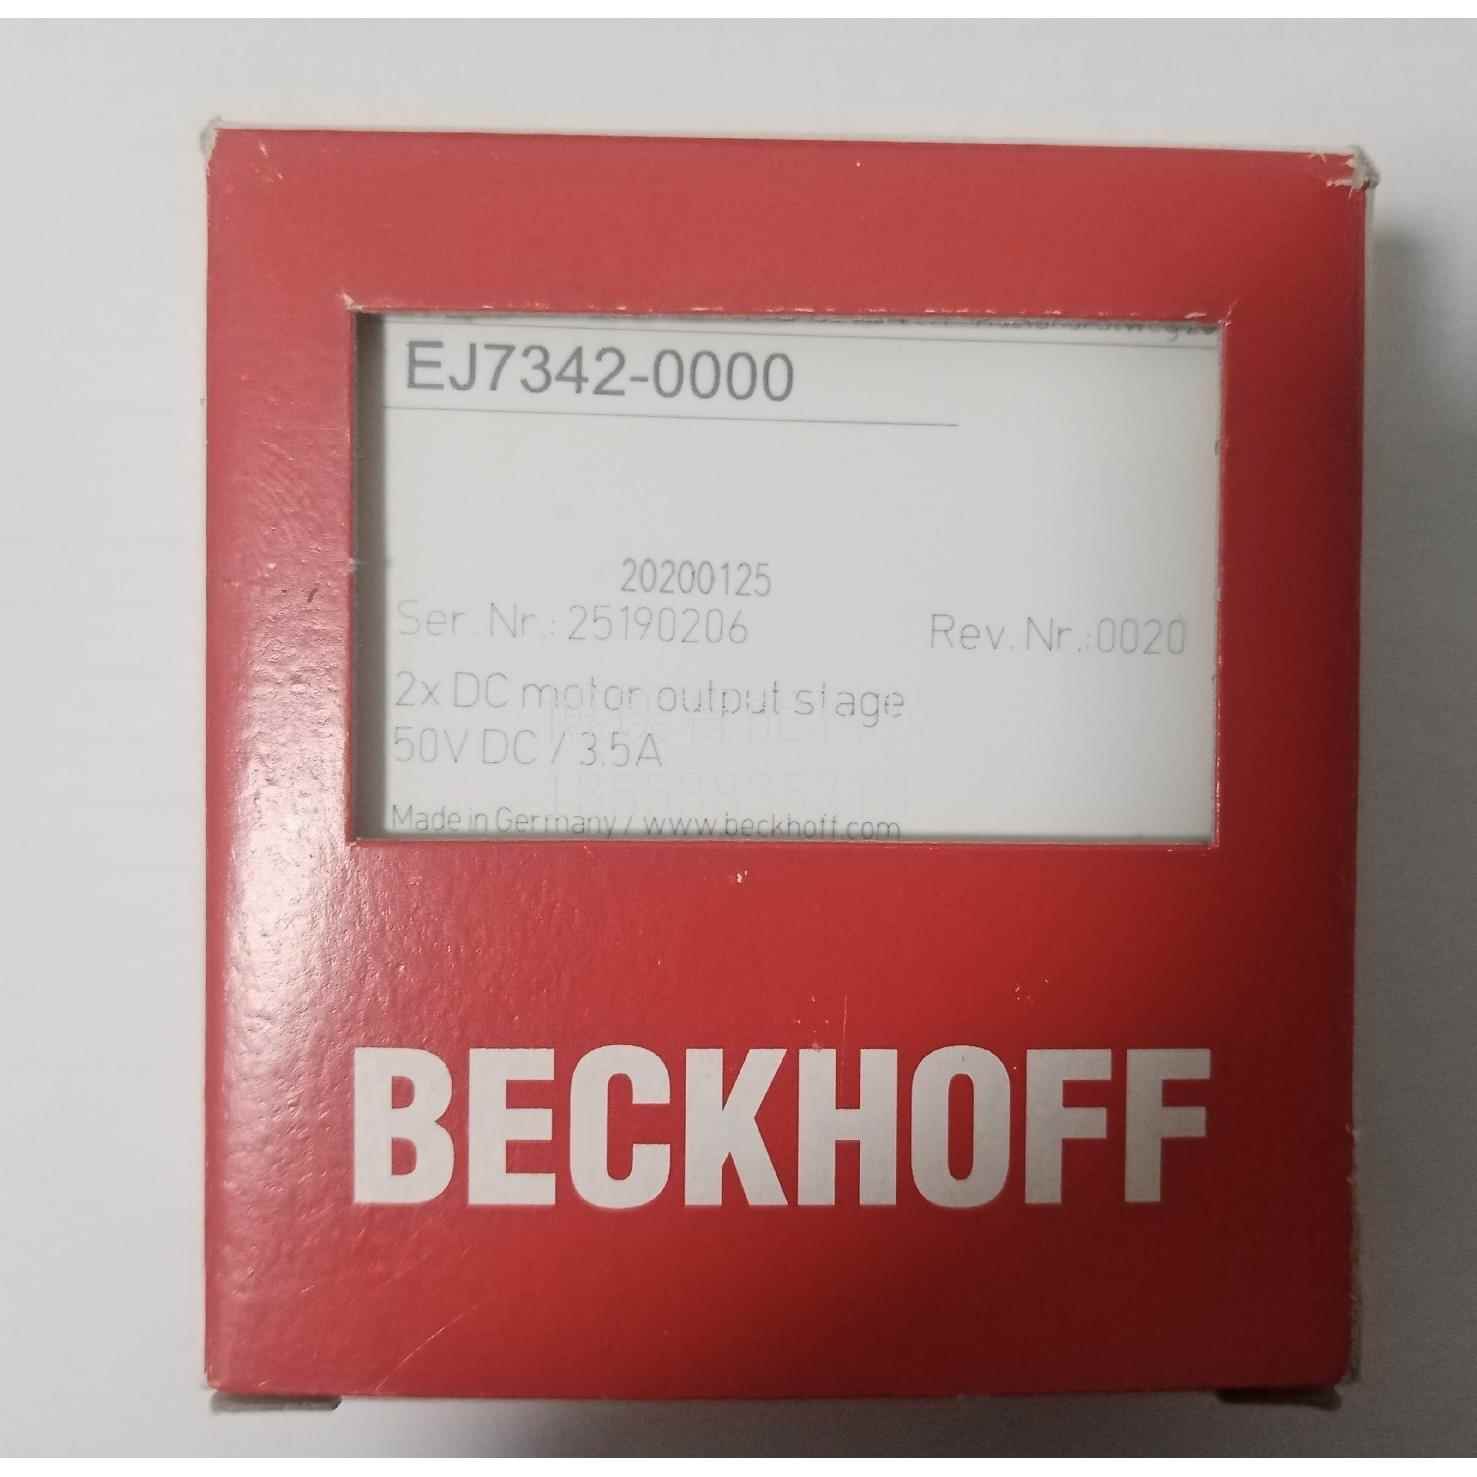 EJ7342-0000
20200125
Ser.Nr.: 25190206 Rev.Nr.:0020
2x DC motor output stage
50V DC / 3.5A
Made in Germany / www.beckhoff.com
BECKHOFF